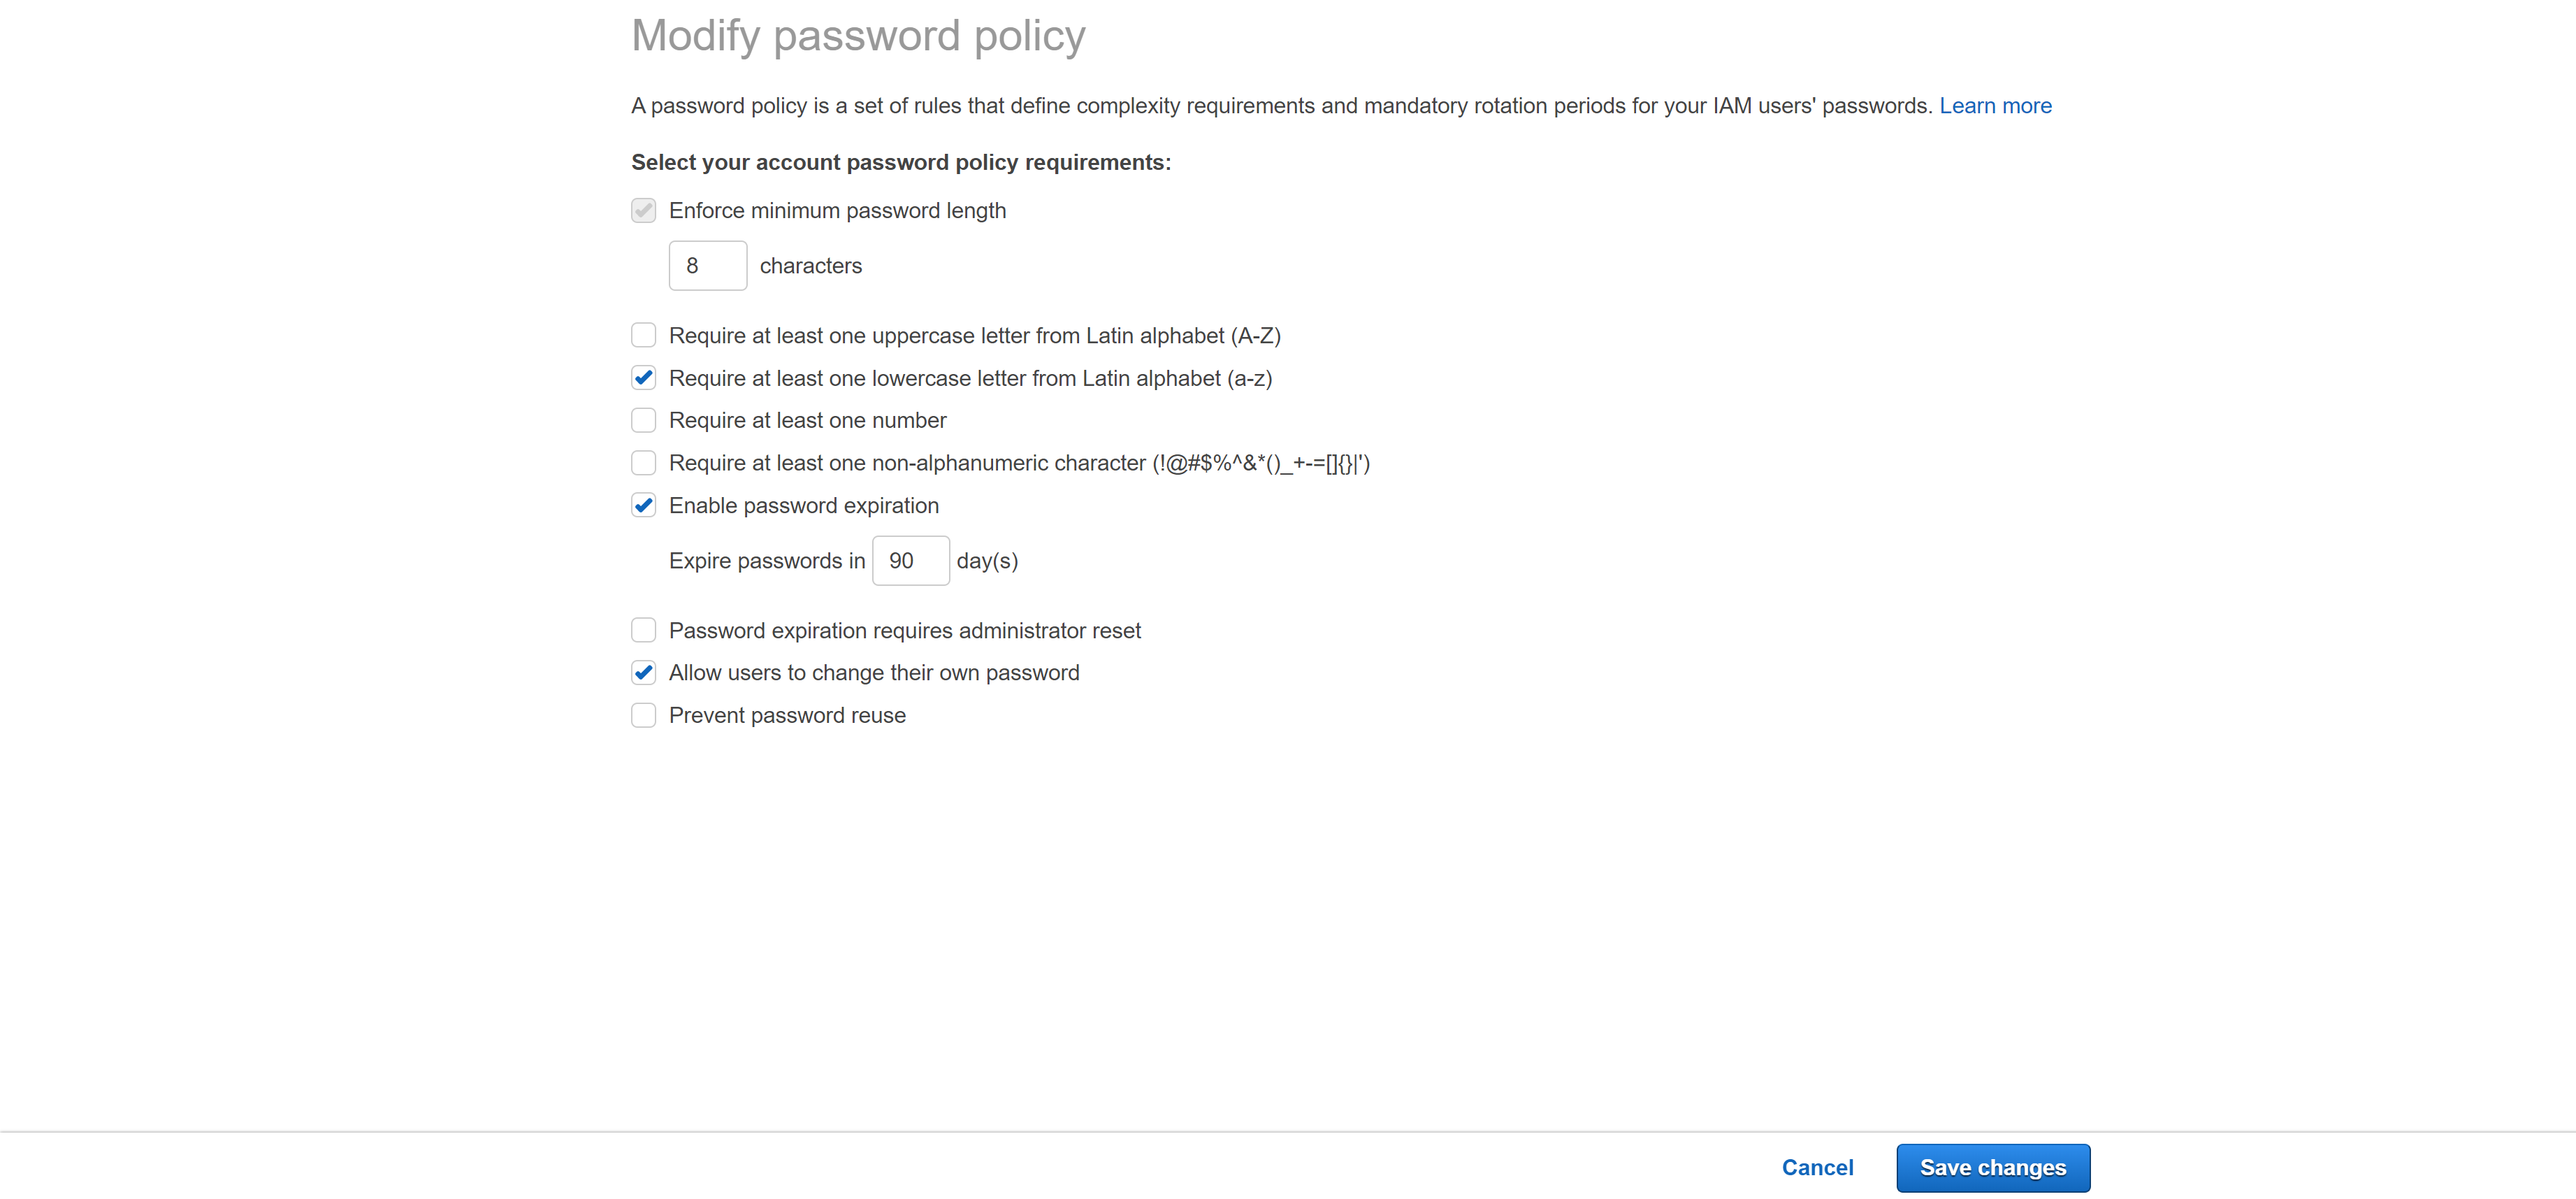 Modify password policy
A password policy is a set of rules that define complexity requirements and mandatory rotation periods for your IAM users' passwords. Learn more
Select your account password policy requirements:
Enforce minimum password length
8 characters
Require at least one uppercase letter from Latin alphabet (A-Z)
Require at least one lowercase letter from Latin alphabet (a-z)
Require at least one number
Require at least one non-alphanumeric character (!@#$%^&*()_+-=[]{}|')
Enable password expiration
Expire passwords in 90 day(s)
Password expiration requires administrator reset
Allow users to change their own password
Prevent password reuse
Cancel Save changes